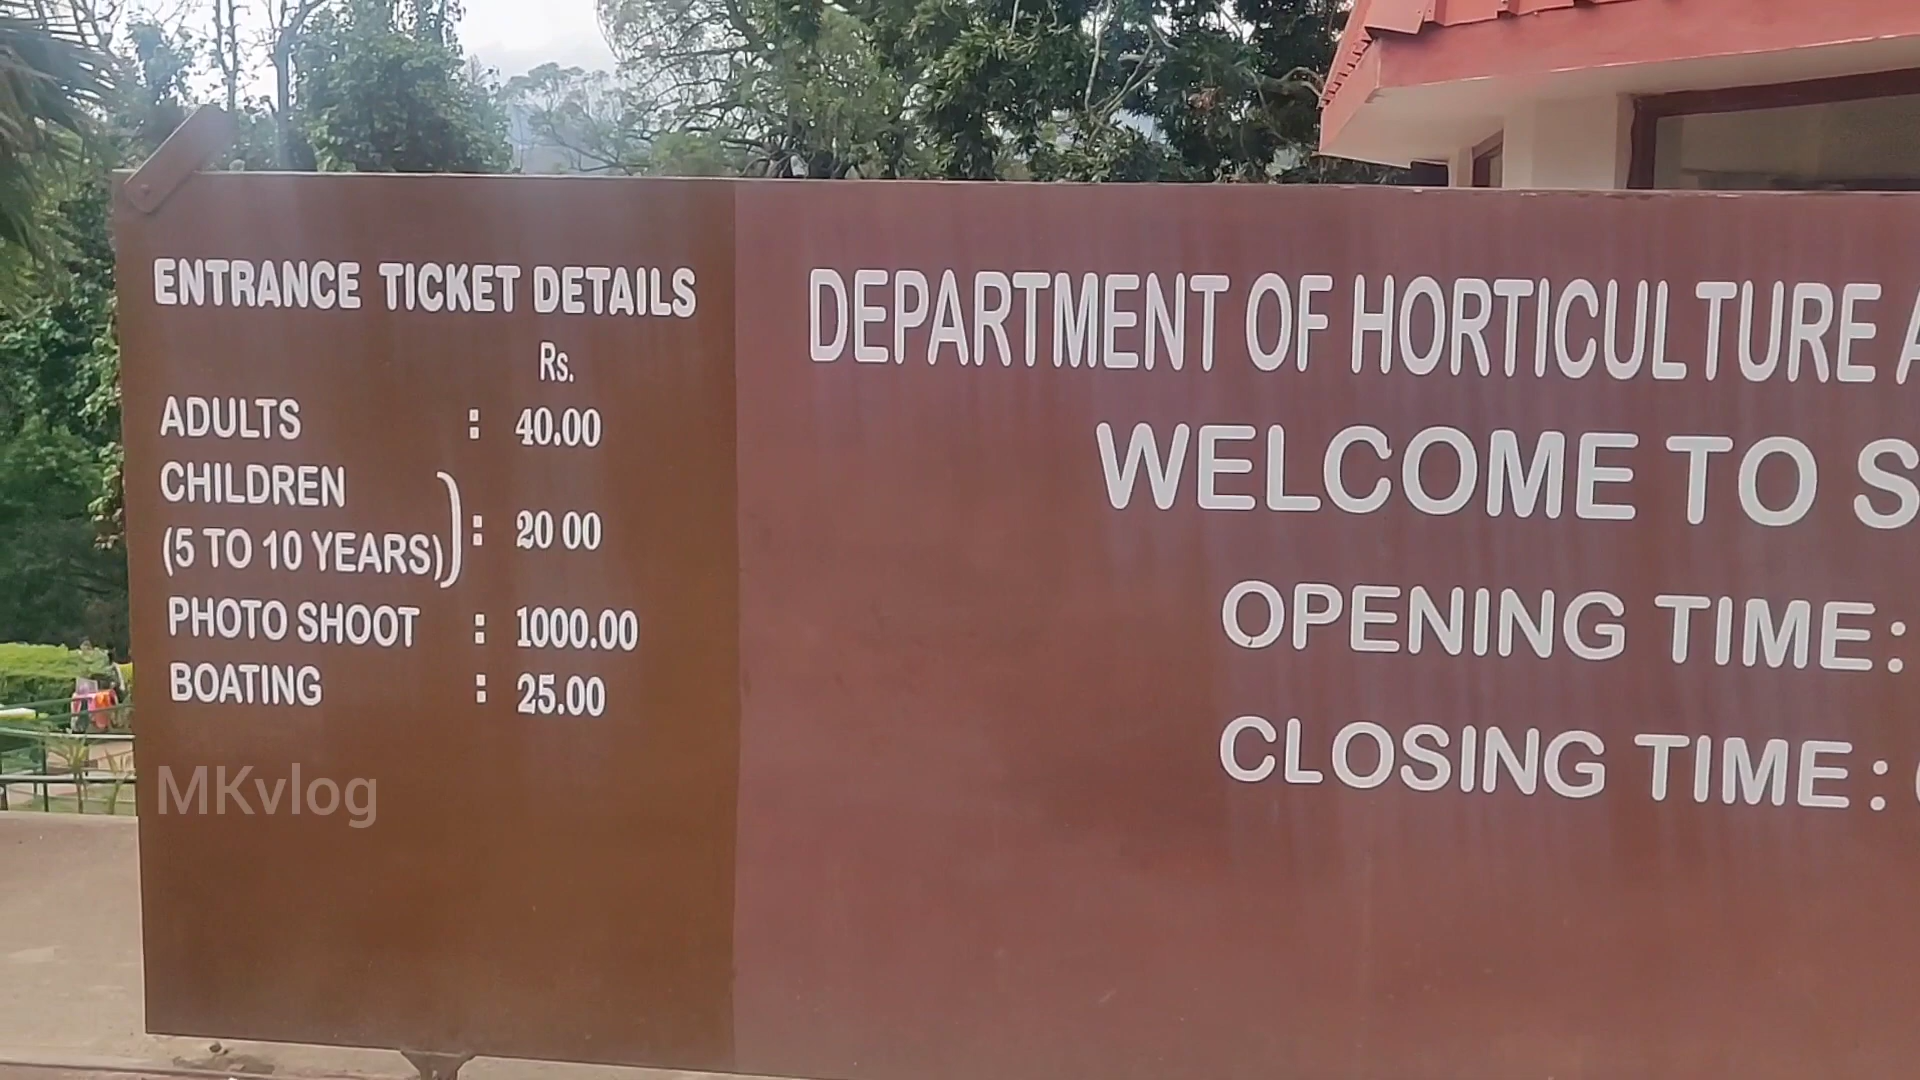 ENTRANCE TICKET DETAILS
Rs.
ADULTS : 40.00
CHILDREN
(5 TO 10 YEARS) : 20 00
PHOTO SHOOT : 1000.00
BOATING : 25.00
MKvlog
DEPARTMENT OF HORTICULTURE
WELCOME TO
OPENING TIME:
CLOSING TIME: